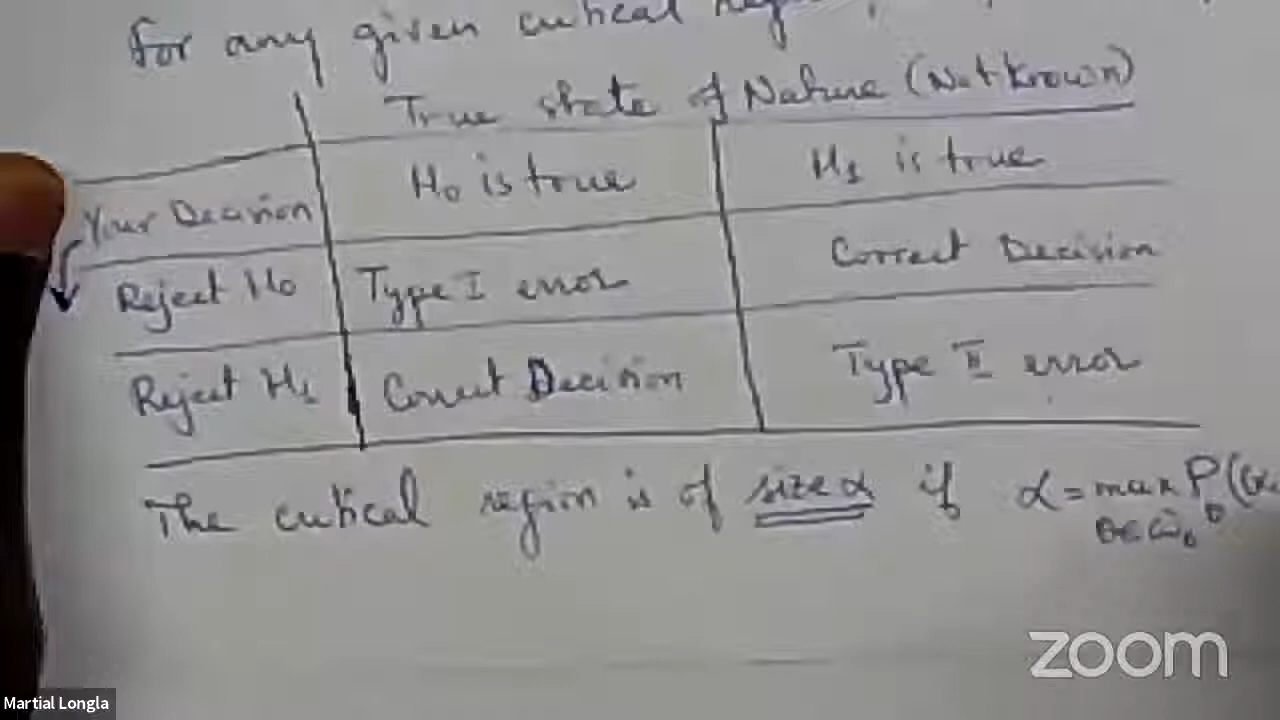 For any given critical region,
True state of Nature (Not Known)
Your Decision H₀ is true H₁ is true
Reject H₀ Type I error Correct Decision
Reject H₁ Correct Decision Type II error
The critical region is of size α if α = max P_θ((x
θ∈ω₀
zoom
Martial Longla